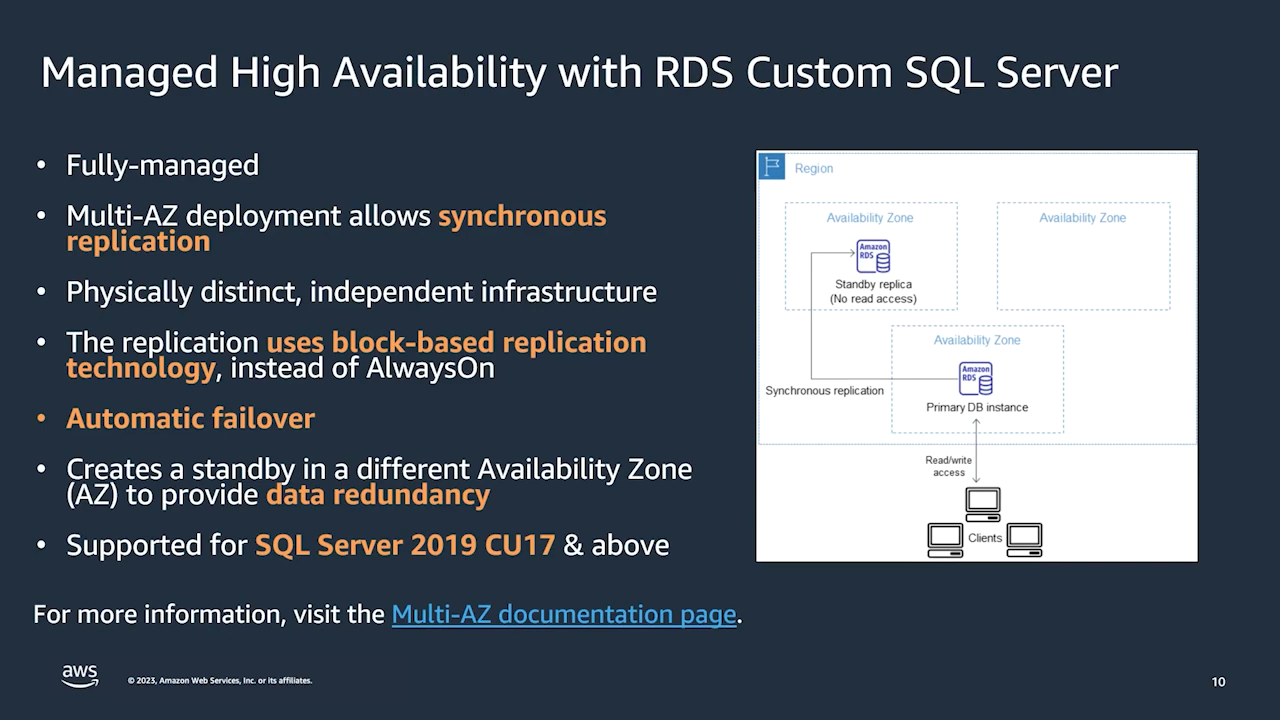 Managed High Availability with RDS Custom SQL Server
• Fully-managed
• Multi-AZ deployment allows synchronous
replication
• Physically distinct, independent infrastructure
• The replication uses block-based replication
technology, instead of AlwaysOn
• Automatic failover
• Creates a standby in a different Availability Zone
(AZ) to provide data redundancy
• Supported for SQL Server 2019 CU17 & above
For more information, visit the Multi-AZ documentation page.
Region
Availability Zone
Amazon
RDS
Standby replica
(No read access)
Availability Zone
Availability Zone
Amazon
RDS
Primary DB instance
Synchronous replication
Read/write
access
Clients
aws
© 2023, Amazon Web Services, Inc. or its affiliates.
10